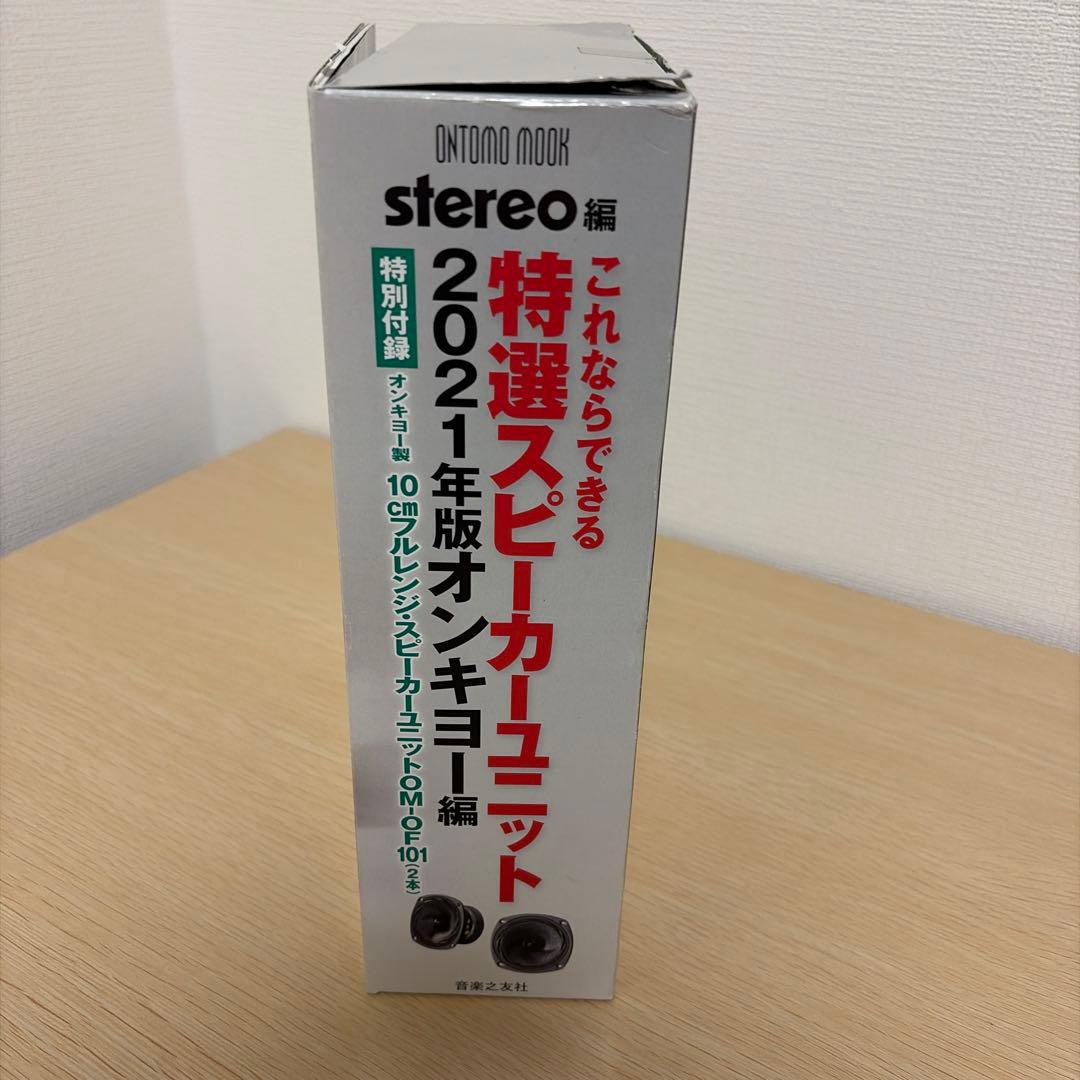 ONTOMO MOOK
stereo編
これならできる
特選スピーカーユニット
2021年版オンキヨー編
特別付録
オンキヨー製
10cmフルレンジ・スピーカーユニットOM-OF101(2本)
音楽之友社